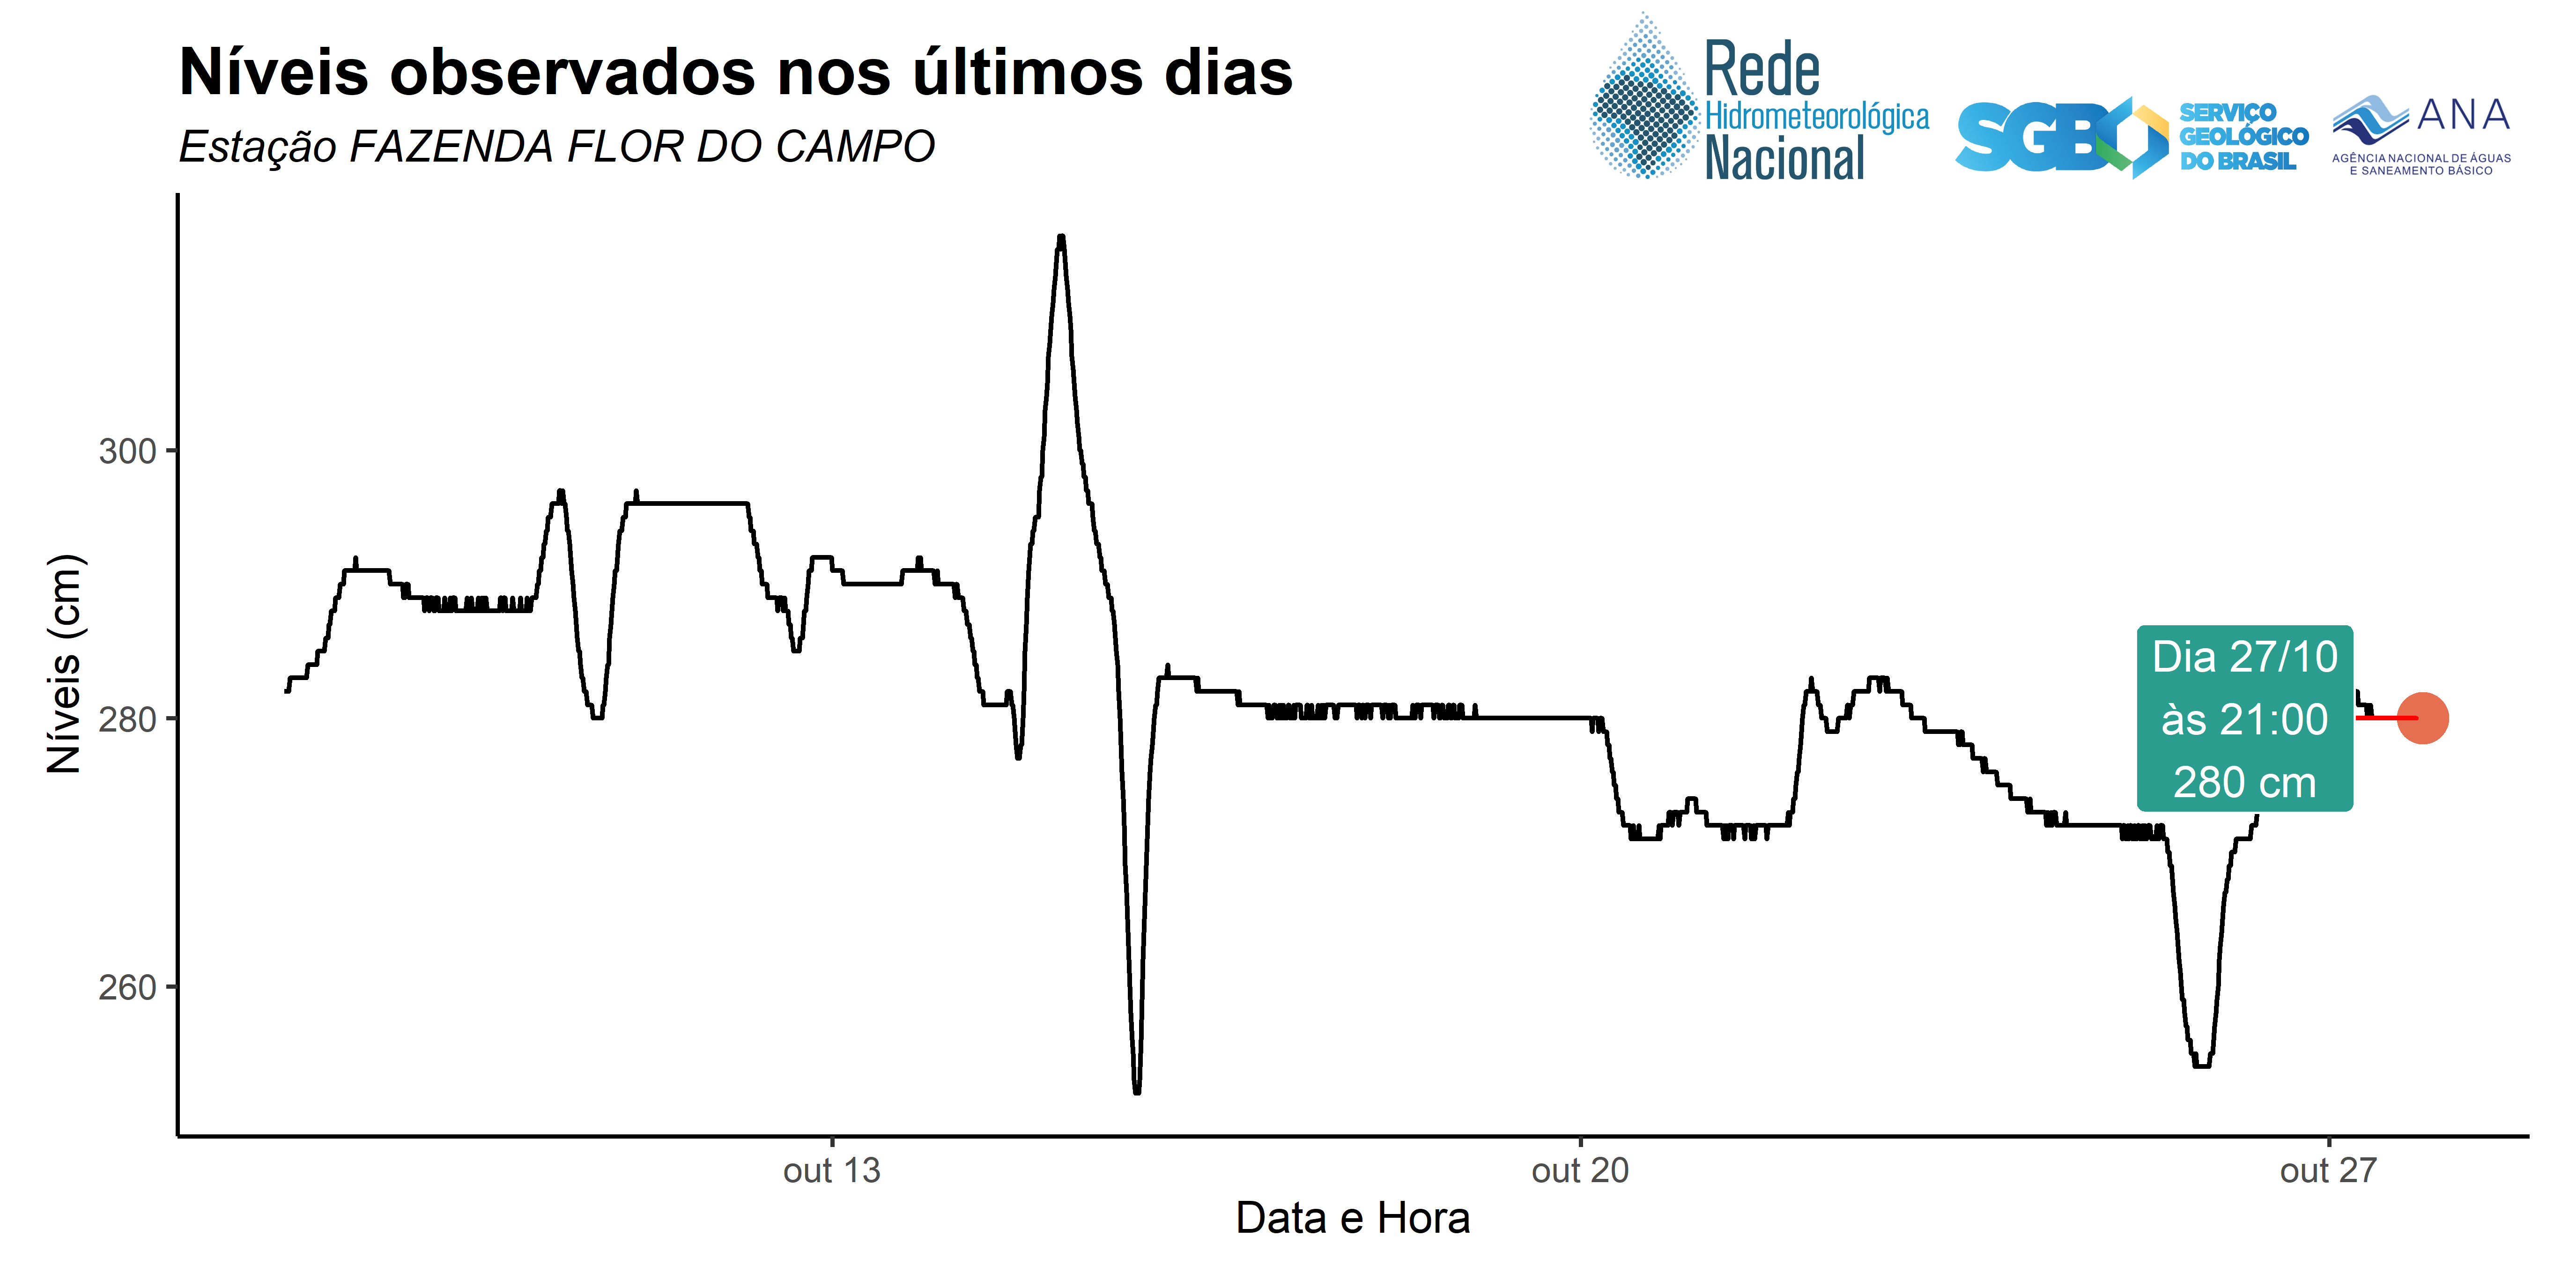 Níveis observados nos últimos dias
Estação FAZENDA FLOR DO CAMPO
Rede
Hidrometeorológica
Nacional
SGB
SERVIÇO
GEOLÓGICO
DO BRASIL
ANA
AGÊNCIA NACIONAL DE ÁGUAS
E SANEAMENTO BÁSICO
Níveis (cm)
300
280
260
Dia 27/10
às 21:00
280 cm
out 13
out 20
out 27
Data e Hora